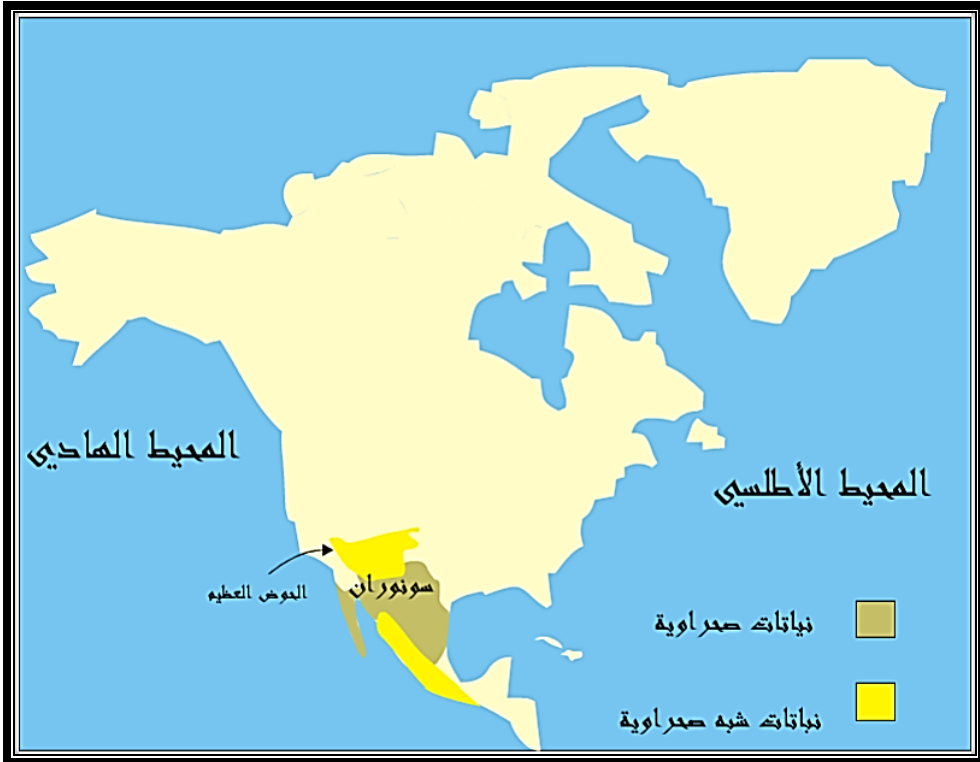 المحيط الهادي
المحيط الأطلسي
سونوران
الحوض العظيم
نباتات صحراوية
نباتات شبه صحراوية